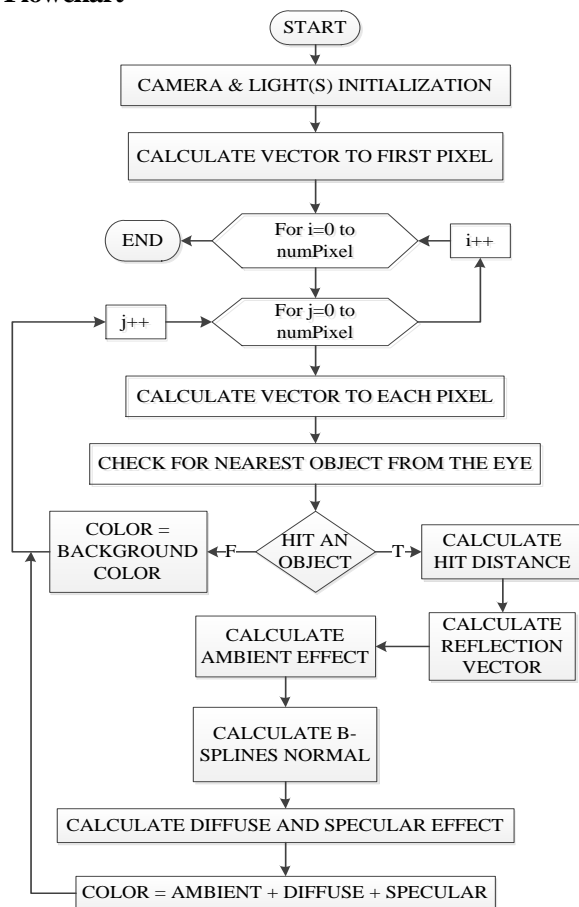 START
CAMERA & LIGHT(S) INITIALIZATION
CALCULATE VECTOR TO FIRST PIXEL
END
For i=0 to
numPixel
i++
j++
For j=0 to
numPixel
CALCULATE VECTOR TO EACH PIXEL
CHECK FOR NEAREST OBJECT FROM THE EYE
COLOR =
BACKGROUND
COLOR
F
HIT AN
OBJECT
T
CALCULATE
HIT DISTANCE
CALCULATE
REFLECTION
VECTOR
CALCULATE
AMBIENT EFFECT
CALCULATE B-
SPLINES NORMAL
CALCULATE DIFFUSE AND SPECULAR EFFECT
COLOR = AMBIENT + DIFFUSE + SPECULAR